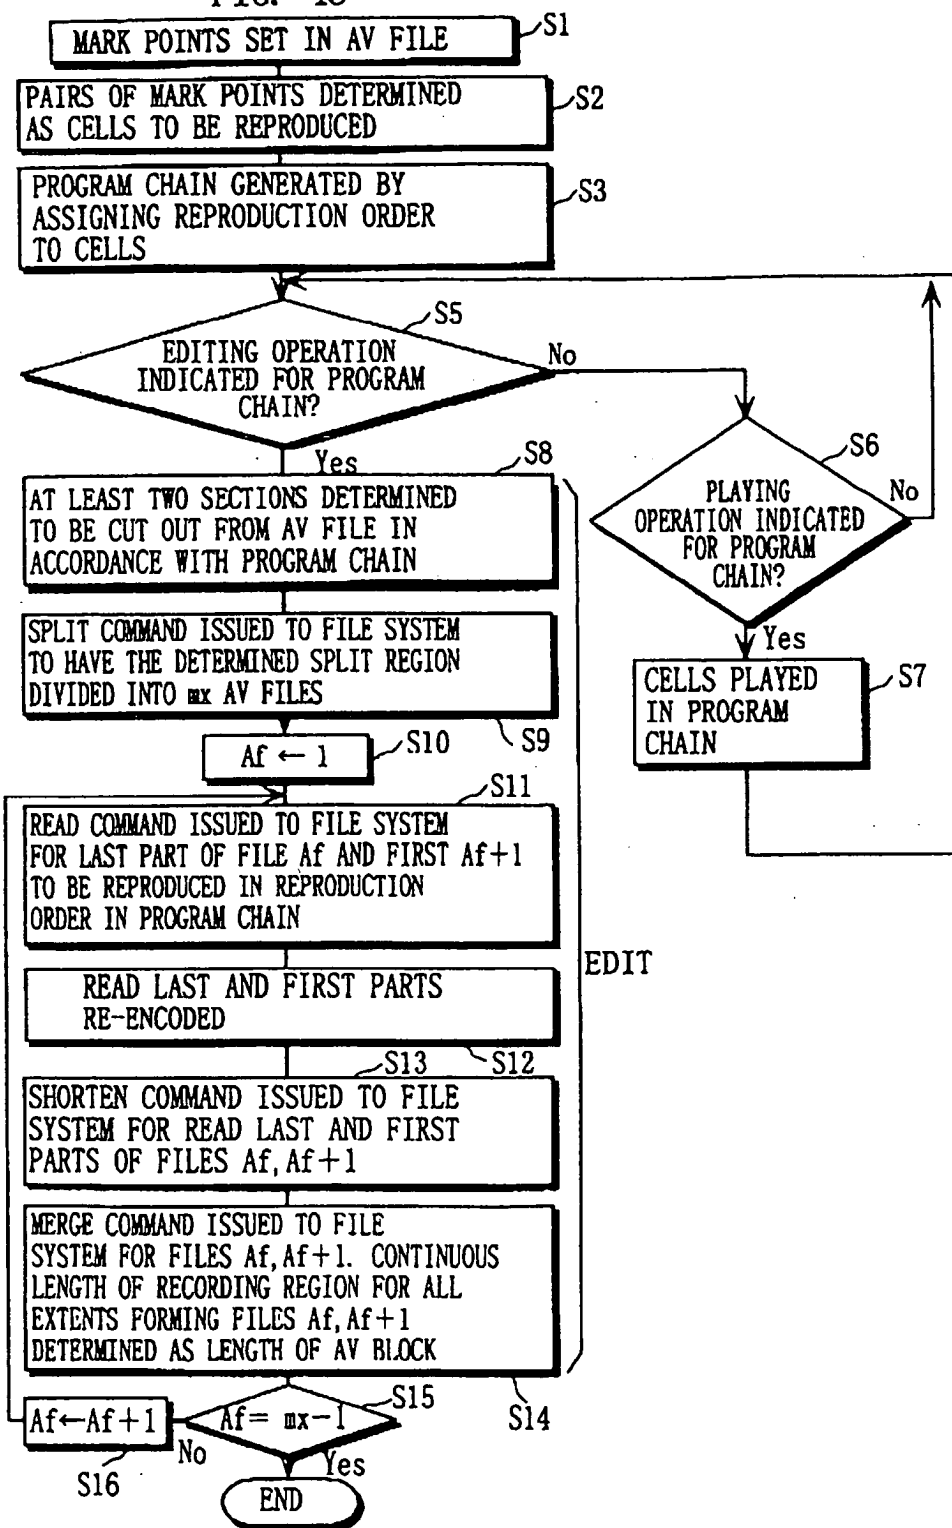 MARK POINTS SET IN AV FILE
S1
PAIRS OF MARK POINTS DETERMINED
AS CELLS TO BE REPRODUCED
S2
PROGRAM CHAIN GENERATED BY
ASSIGNING REPRODUCTION ORDER
TO CELLS
S3
S5
EDITING OPERATION
INDICATED FOR PROGRAM
CHAIN?
No
Yes
S6
PLAYING
OPERATION INDICATED
FOR PROGRAM
CHAIN?
No
Yes
CELLS PLAYED
IN PROGRAM
CHAIN
S7
S8
AT LEAST TWO SECTIONS DETERMINED
TO BE CUT OUT FROM AV FILE IN
ACCORDANCE WITH PROGRAM CHAIN
SPLIT COMMAND ISSUED TO FILE SYSTEM
TO HAVE THE DETERMINED SPLIT REGION
DIVIDED INTO mx AV FILES
S9
Af ← 1
S10
S11
READ COMMAND ISSUED TO FILE SYSTEM
FOR LAST PART OF FILE Af AND FIRST Af+1
TO BE REPRODUCED IN REPRODUCTION
ORDER IN PROGRAM CHAIN
EDIT
READ LAST AND FIRST PARTS
RE-ENCODED
S12
S13
SHORTEN COMMAND ISSUED TO FILE
SYSTEM FOR READ LAST AND FIRST
PARTS OF FILES Af, Af+1
MERGE COMMAND ISSUED TO FILE
SYSTEM FOR FILES Af, Af+1. CONTINUOUS
LENGTH OF RECORDING REGION FOR ALL
EXTENTS FORMING FILES Af, Af+1
DETERMINED AS LENGTH OF AV BLOCK
S14
S15
Af= mx-1
Af←Af+1
No
Yes
S16
END